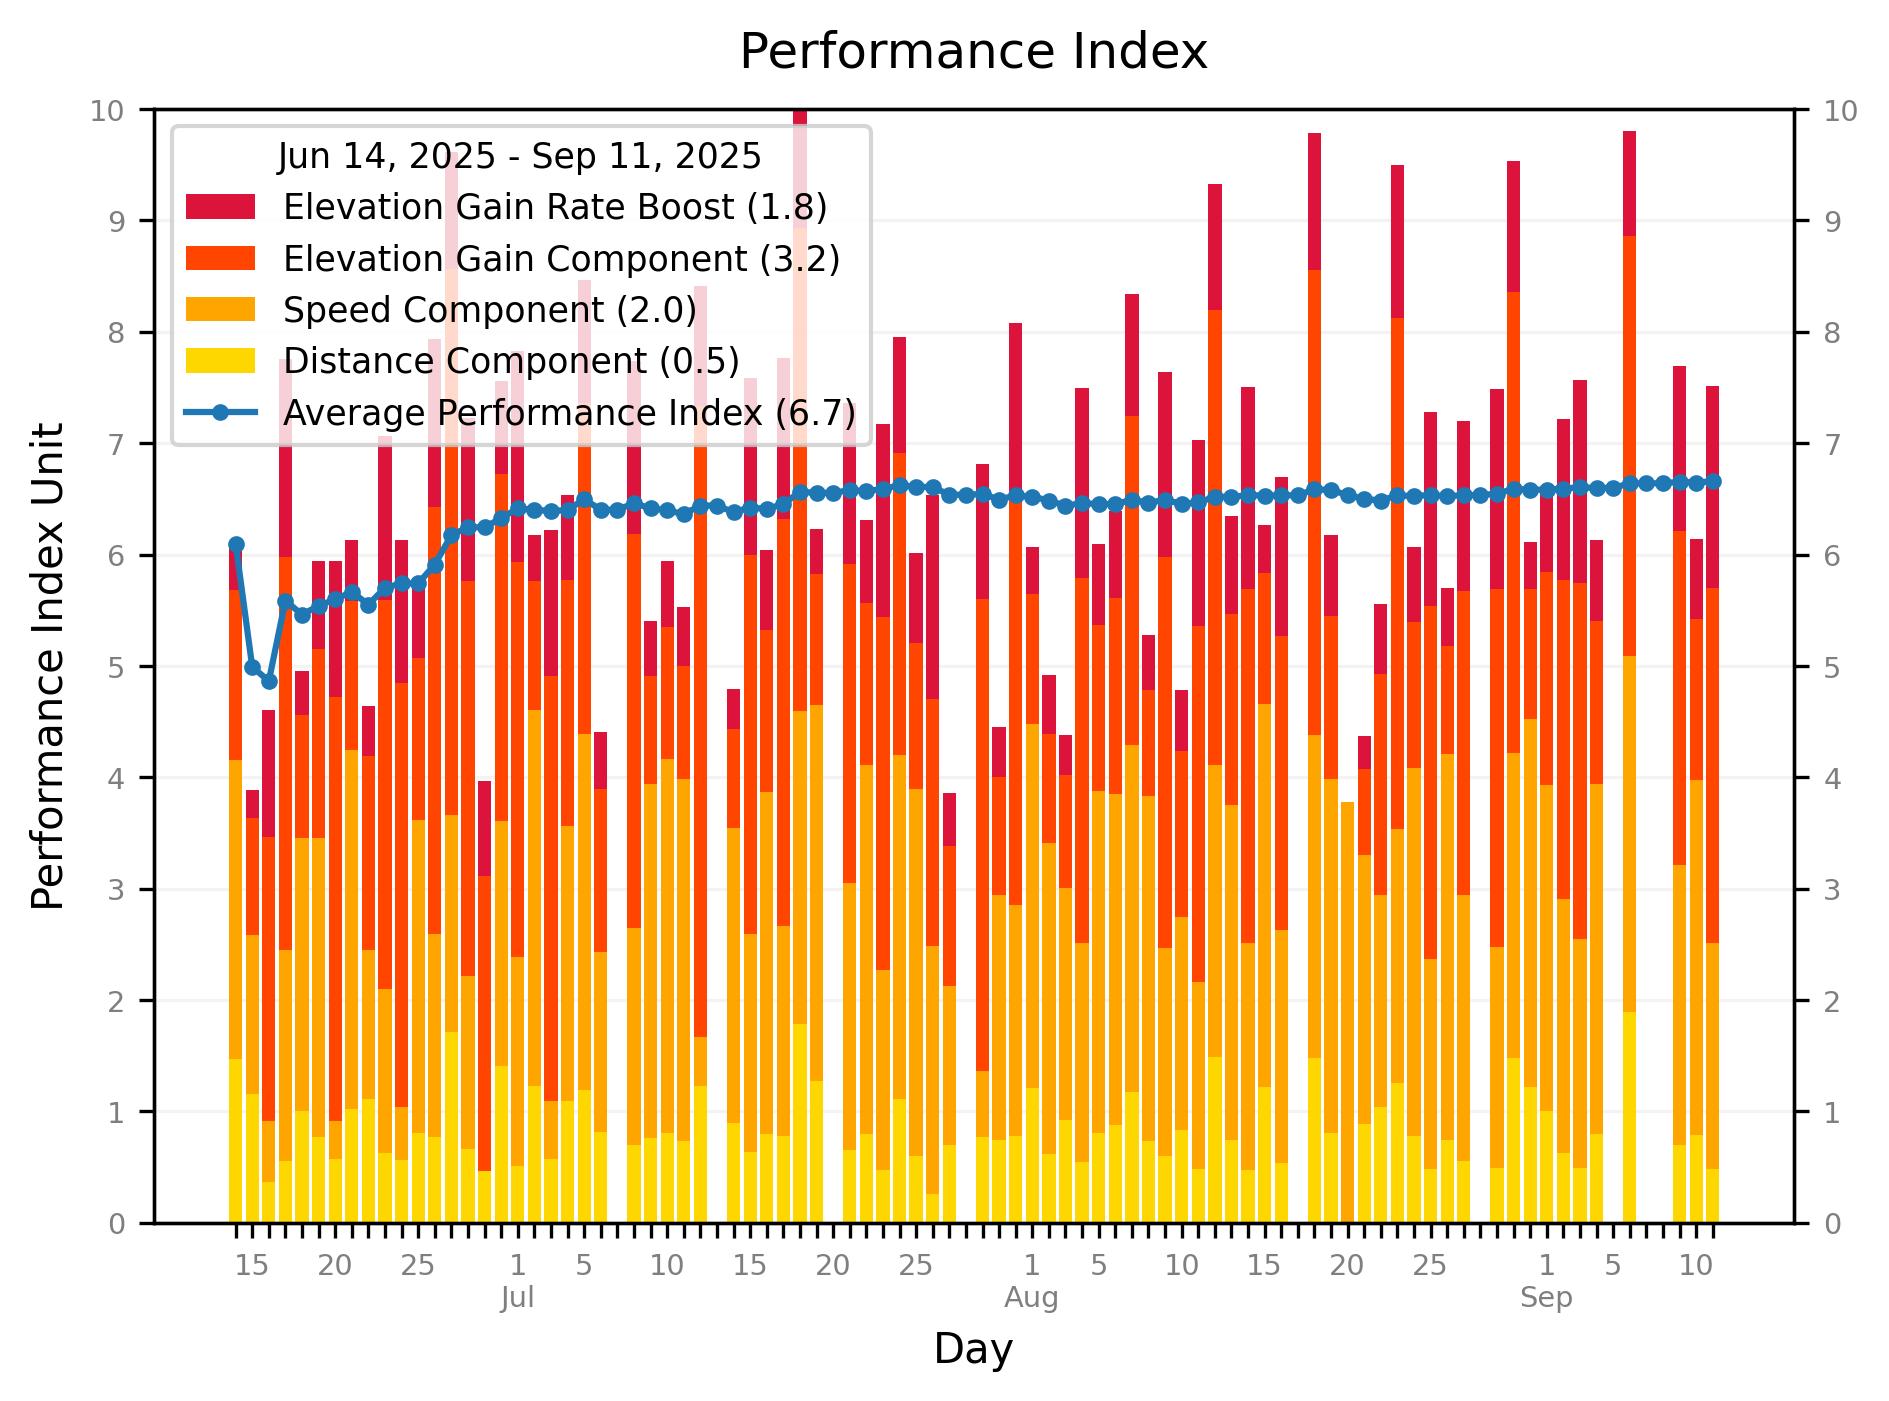 Performance Index
Jun 14, 2025 - Sep 11, 2025
Elevation Gain Rate Boost (1.8)
Elevation Gain Component (3.2)
Speed Component (2.0)
Distance Component (0.5)
Average Performance Index (6.7)
Performance Index Unit
10
9
8
7
6
5
4
3
2
1
0
10
9
8
7
6
5
4
3
2
1
0
15 20 25 1 5 10 15 20 25 1 5 10 15 20 25 1 5 10
Jul Aug Sep
Day